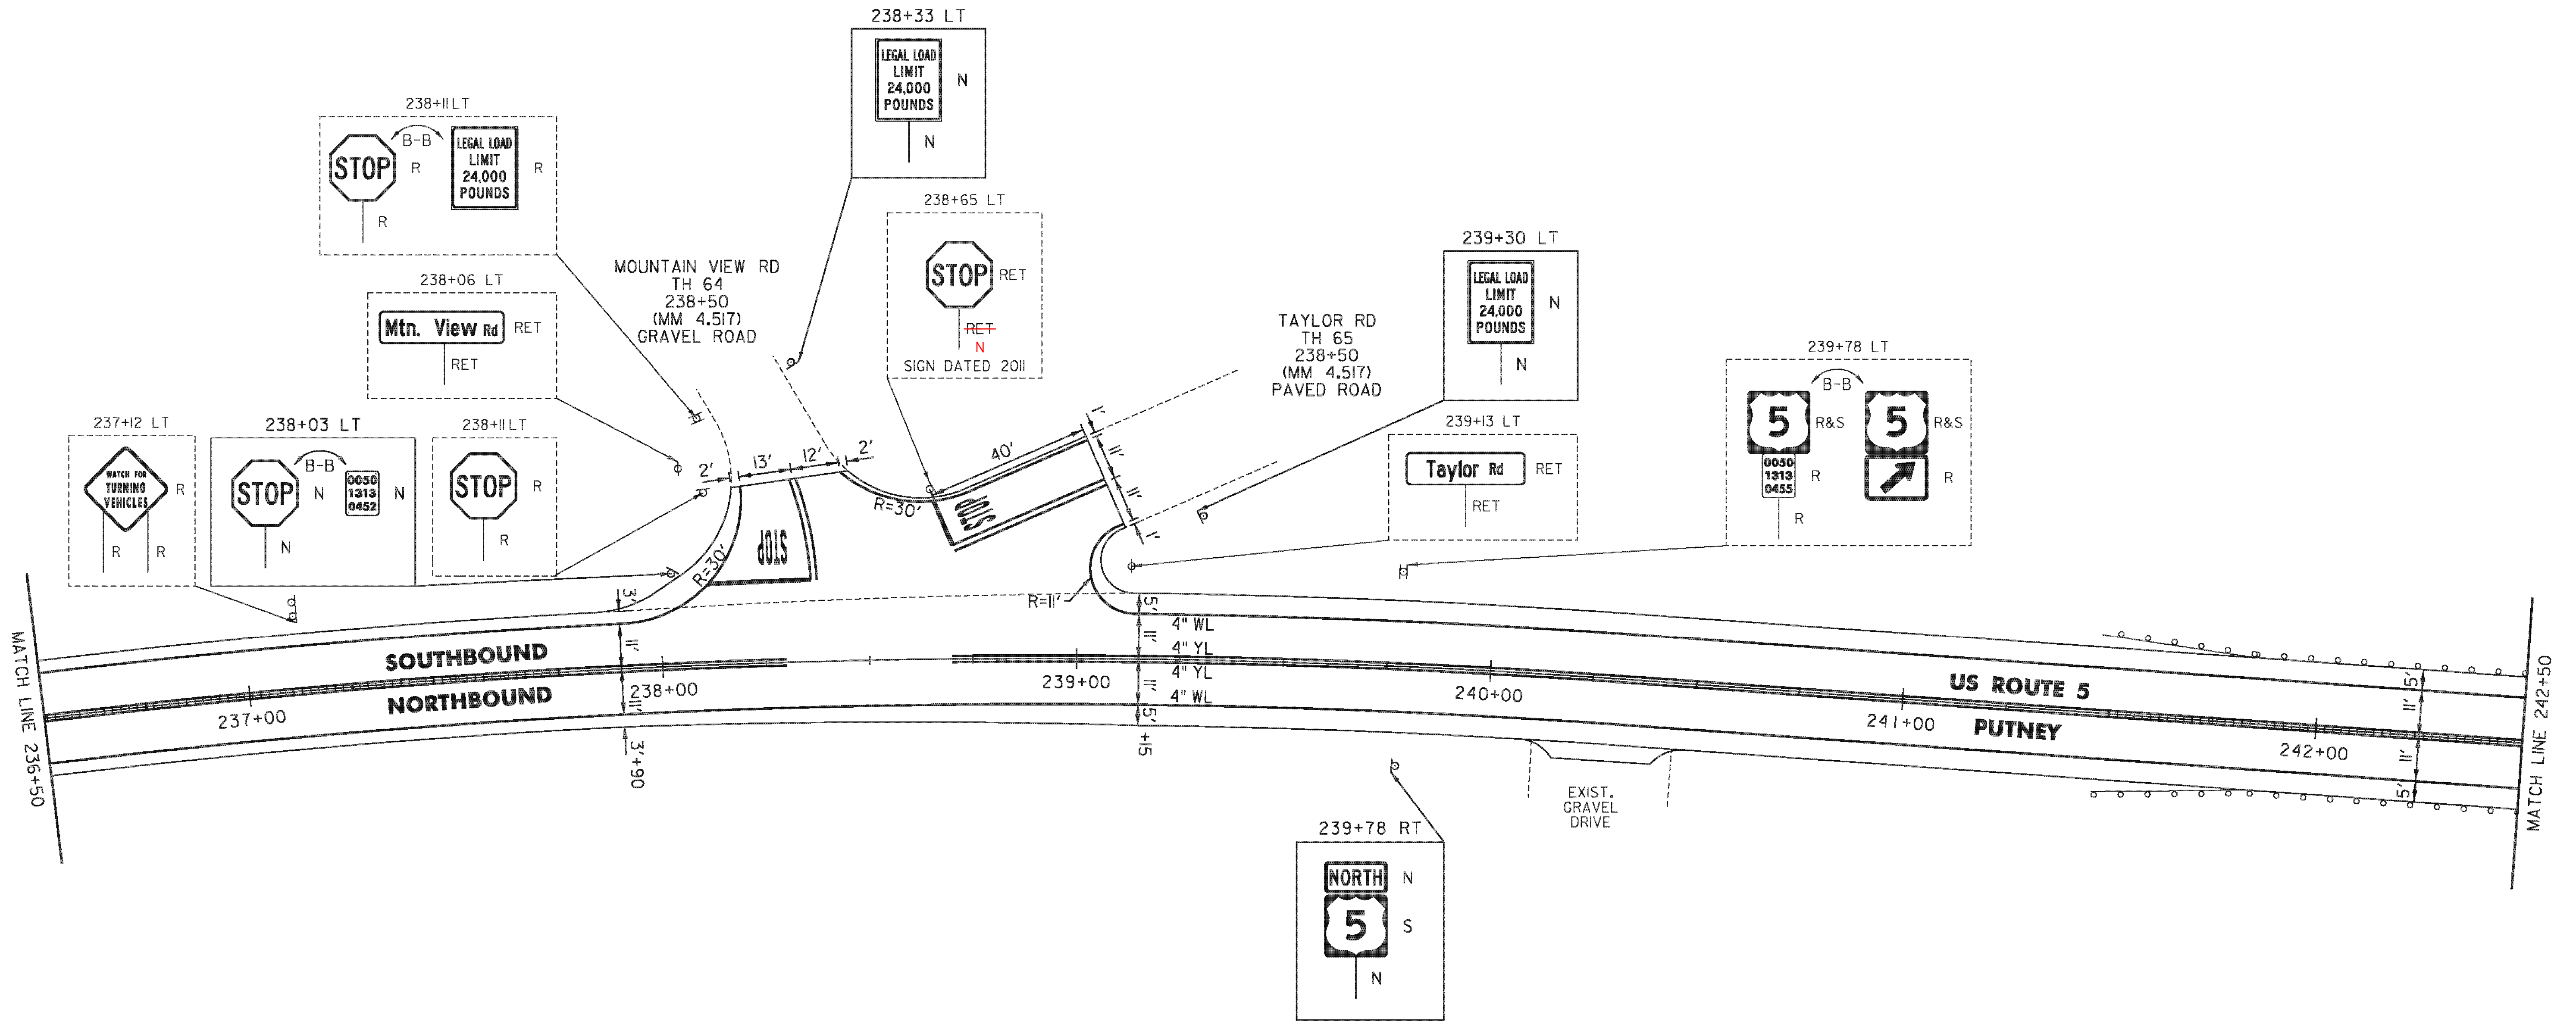 238+33 LT
LEGAL LOAD
LIMIT
24,000
POUNDS
N
N
238+11 LT
STOP
B-B
R
R
LEGAL LOAD
LIMIT
24,000
POUNDS
R
238+65 LT
STOP
RET
RET
N
SIGN DATED 2011
239+30 LT
LEGAL LOAD
LIMIT
24,000
POUNDS
N
N
MOUNTAIN VIEW RD
TH 64
238+50
(MM 4.517)
GRAVEL ROAD
238+06 LT
Mtn. View Rd
RET
RET
TAYLOR RD
TH 65
238+50
(MM 4.517)
PAVED ROAD
239+78 LT
B-B
5
R&S
5
R&S
0050
1313
0455
R
R
R
237+12 LT
WATCH FOR
TURNING
VEHICLES
R
R
R
238+03 LT
STOP
B-B
N
0050
1313
0452
N
N
238+11 LT
STOP
R
R
239+13 LT
Taylor Rd
RET
RET
2'
13'
12'
2'
40'
1'
11'
11'
1'
R=30'
R=30'
STOP
STOP
R=11'
3'
11'
11'
3'
+90
5'
4" WL
11'
4" YL
4" YL
11'
4" WL
5'
+15
MATCH LINE 236+50
SOUTHBOUND
NORTHBOUND
237+00
238+00
239+00
240+00
241+00
242+00
US ROUTE 5
PUTNEY
5'
11'
11'
5'
MATCH LINE 242+50
EXIST.
GRAVEL
DRIVE
239+78 RT
NORTH
N
5
S
N